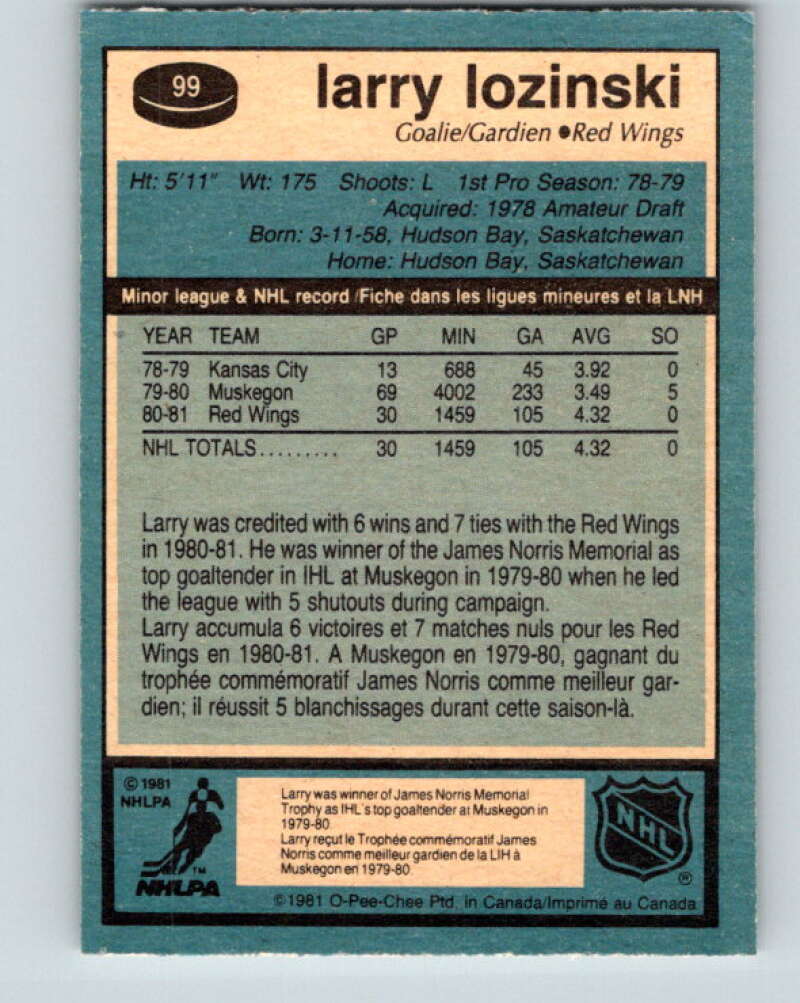 99
larry lozinski
Goalie/Gardien ●Red Wings
Ht: 5'11" Wt: 175 Shoots: L 1st Pro Season: 78-79
Acquired: 1978 Amateur Draft
Born: 3-11-58, Hudson Bay, Saskatchewan
Home: Hudson Bay, Saskatchewan
Minor league & NHL record /Fiche dans les ligues mineures et la LNH
YEAR TEAM GP MIN GA AVG SO
78-79 Kansas City 13 688 45 3.92 0
79-80 Muskegon 69 4002 233 3.49 5
80-81 Red Wings 30 1459 105 4.32 0
NHL TOTALS......... 30 1459 105 4.32 0
Larry was credited with 6 wins and 7 ties with the Red Wings
in 1980-81. He was winner of the James Norris Memorial as
top goaltender in IHL at Muskegon in 1979-80 when he led
the league with 5 shutouts during campaign.
Larry accumula 6 victoires et 7 matches nuls pour les Red
Wings en 1980-81. A Muskegon en 1979-80, gagnant du
trophée commémoratif James Norris comme meilleur gar-
dien; il réussit 5 blanchissages durant cette saison-là.
© 1981
NHLPA
TM
NHLPA
Larry was winner of James Norris Memorial
Trophy as IHL's top goaltender at Muskegon in
1979-80.
Larry reçut le Trophée commémoratif James
Norris comme meilleur gardien de la LIH à
Muskegon en 1979-80
NHL
®
©1981 O-Pee-Chee Ptd. in Canada/Imprimé au Canada